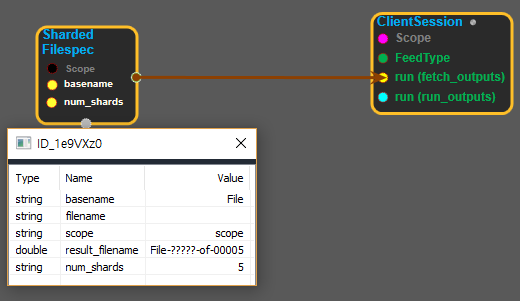 Sharded
Filespec
Scope
basename
num_shards
ClientSession
Scope
FeedType
run (fetch_outputs)
run (run_outputs)
ID_1e9VXz0
Type Name Value
string basename File
string filename
string scope scope
double result_filename File-?????-of-00005
string num_shards 5